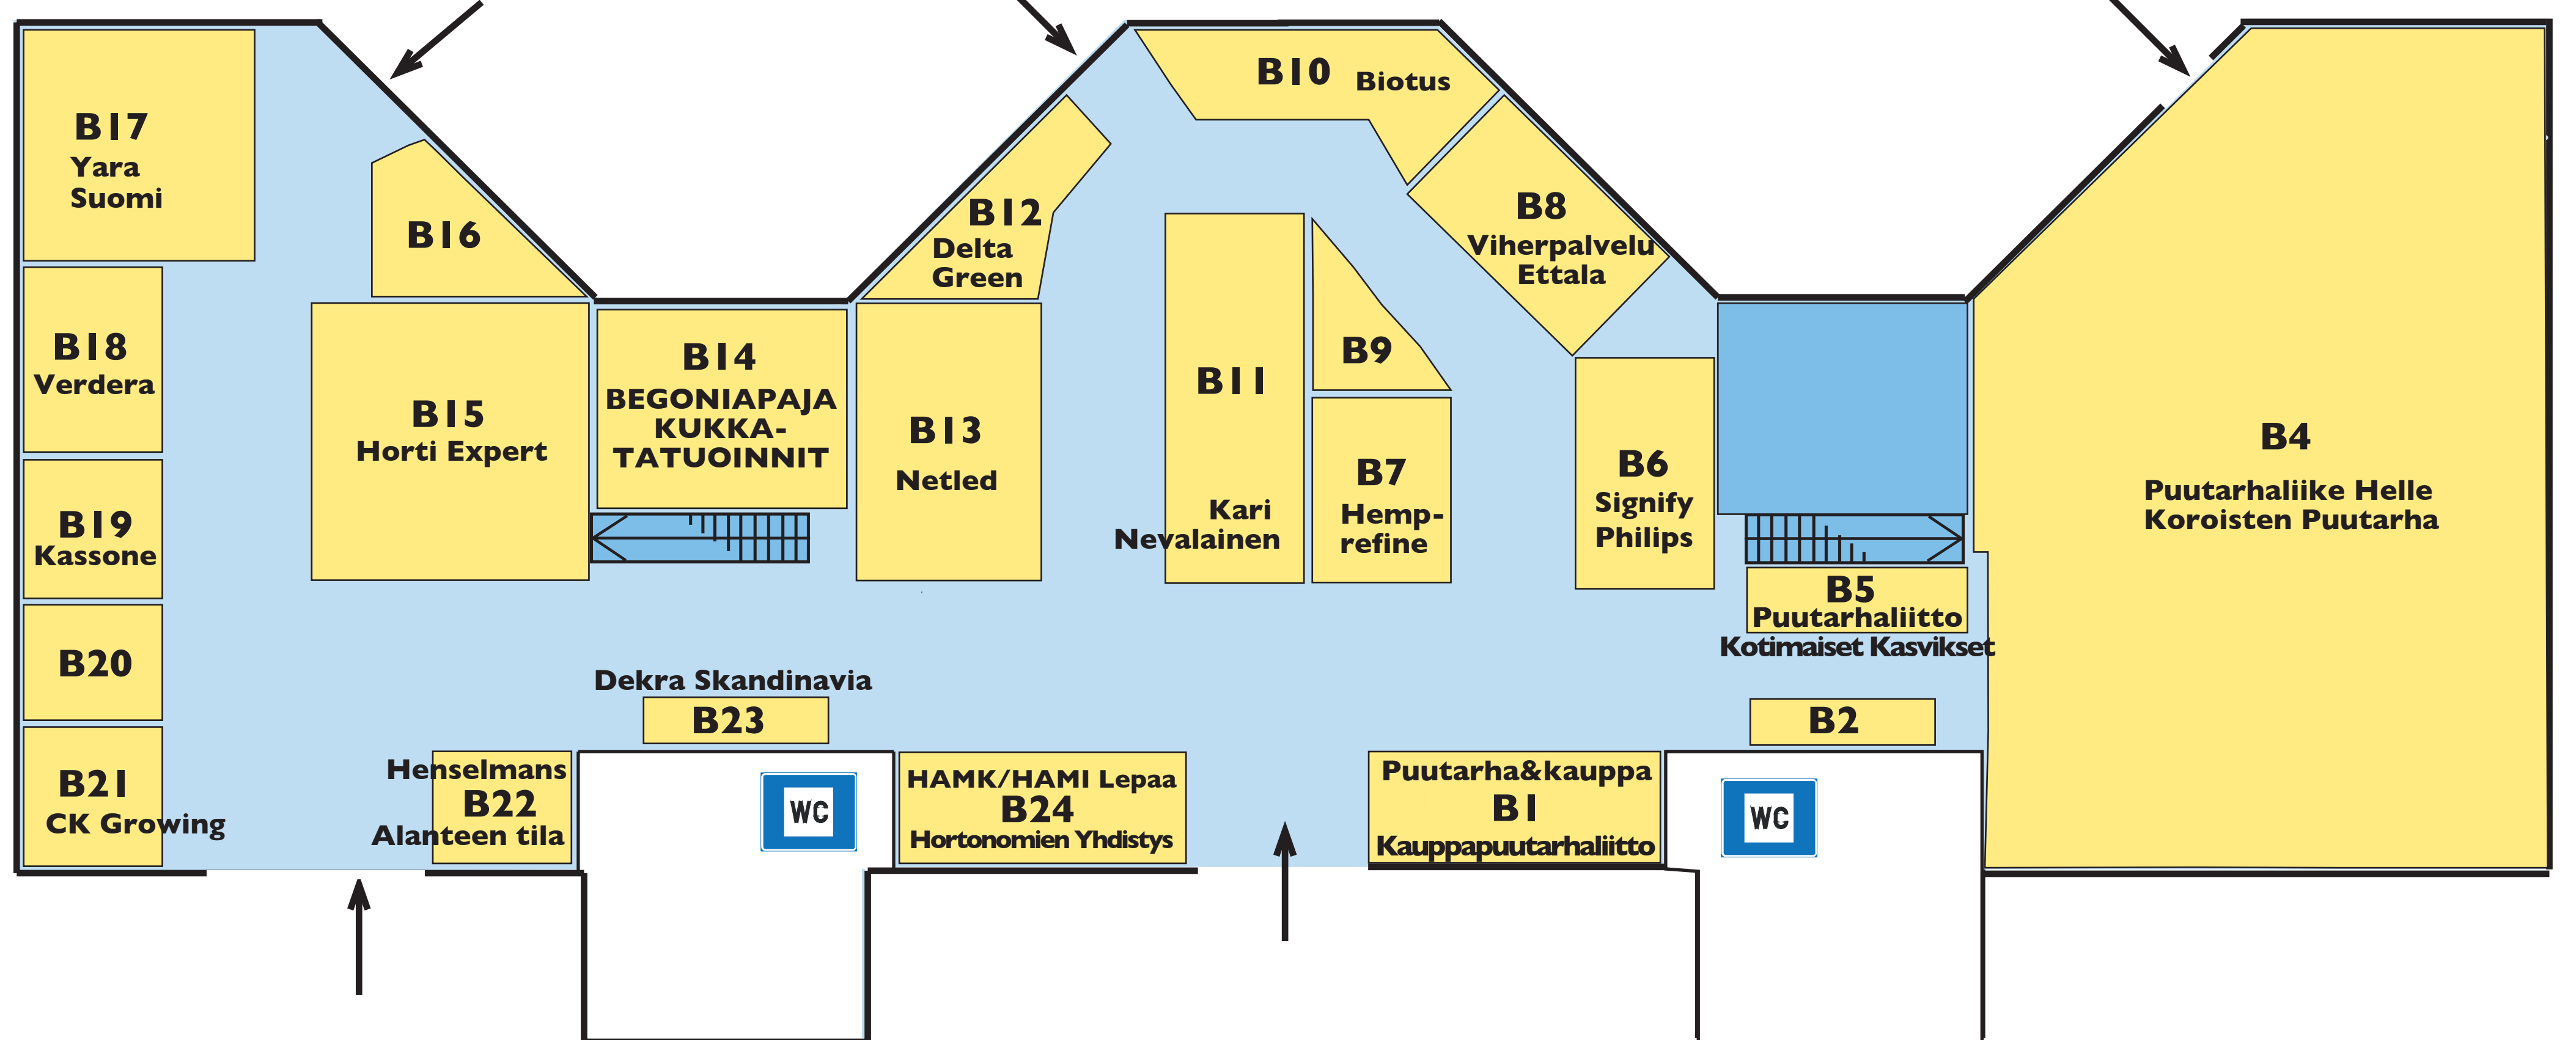 B17
Yara
Suomi
B16
B18
Verdera
B15
Horti Expert
B14
BEGONIAPAJA
KUKKA-
TATUOINNIT
B19
Kassone
B20
B21
CK Growing
Henselmans
B22
Alanteen tila
Dekra Skandinavia
B23
WC
B12
Delta
Green
B13
Netled
B10 Biotus
B11
Kari
Nevalainen
B9
B7
Hemp-
refine
B8
Viherpalvelu
Ettala
B6
Signify
Philips
B5
Puutarhaliitto
Kotimaiset Kasvikset
B2
HAMK/HAMI Lepaa
B24
Hortonomien Yhdistys
Puutarha&kauppa
B1
Kauppapuutarhaliitto
WC
B4
Puutarhaliike Helle
Koroisten Puutarha